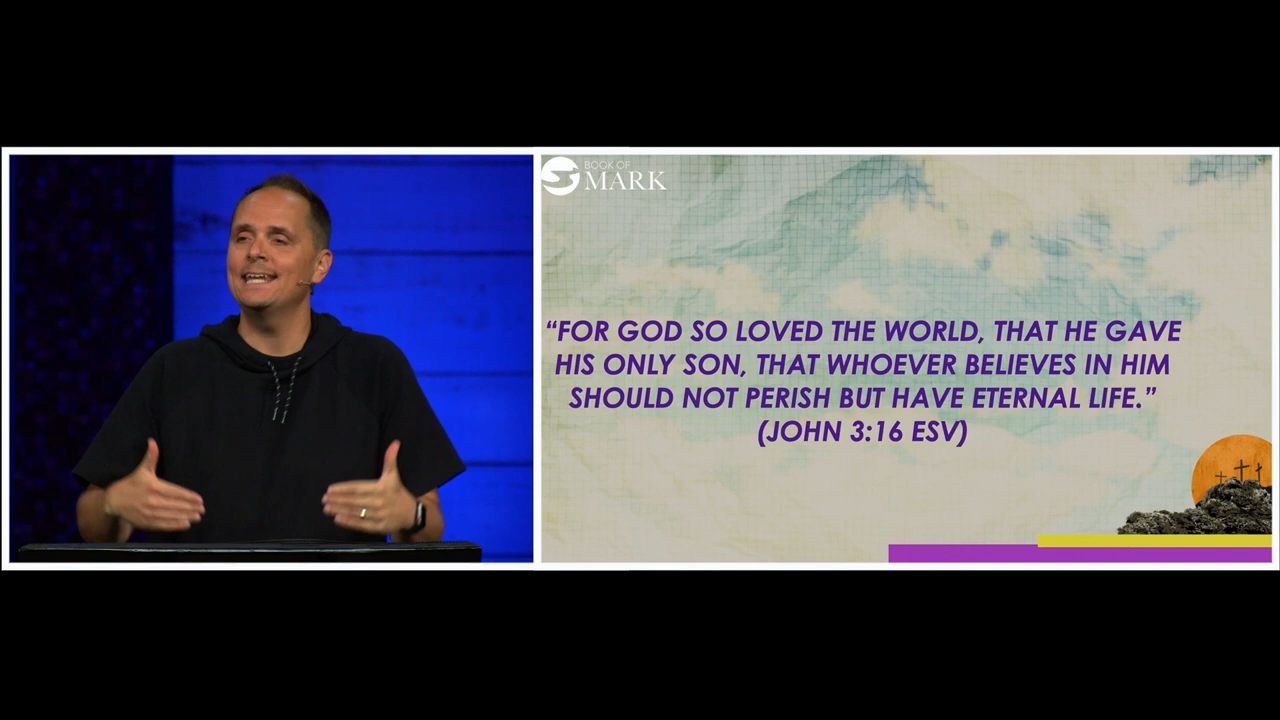 BOOK OF
MARK
“FOR GOD SO LOVED THE WORLD, THAT HE GAVE
HIS ONLY SON, THAT WHOEVER BELIEVES IN HIM
SHOULD NOT PERISH BUT HAVE ETERNAL LIFE.”
(JOHN 3:16 ESV)